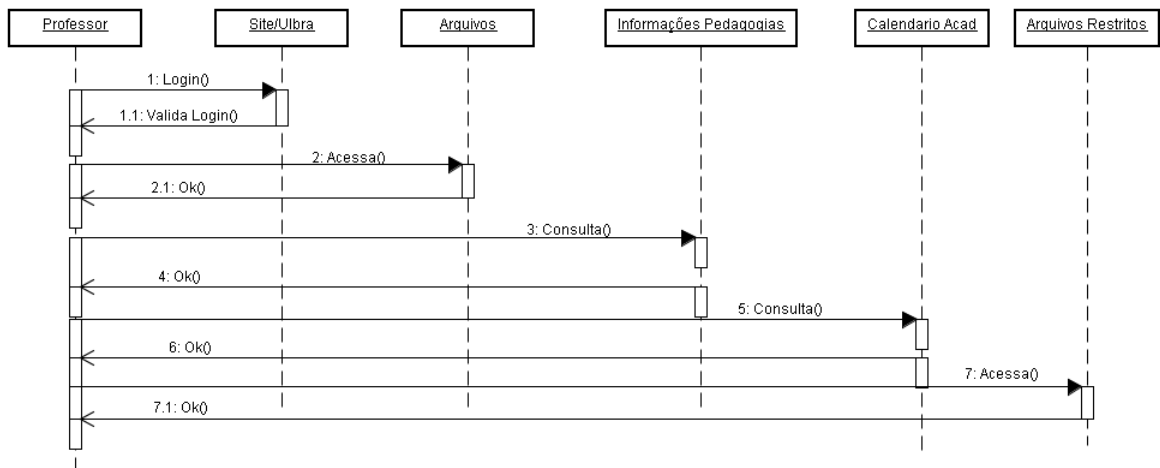 Professor
Site/Ulbra
Arquivos
Informações Pedagogias
Calendario Acad
Arquivos Restritos
1: Login()
1.1: Valida Login()
2: Acessa()
2.1: Ok()
3: Consulta()
4: Ok()
5: Consulta()
6: Ok()
7: Acessa()
7.1: Ok()